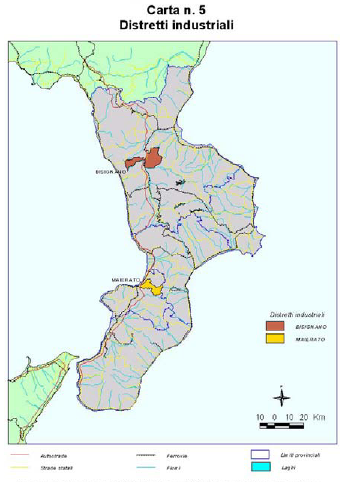 Carta n. 5
Distretti industriali
BISIGNANO
MAIERATO
Distretti industriali
BISIGNANO
MAIERATO
10 0 10 20 Km
Autostrade
Ferrovie
Limiti provinciali
Strade statali
Fiumi
Laghi